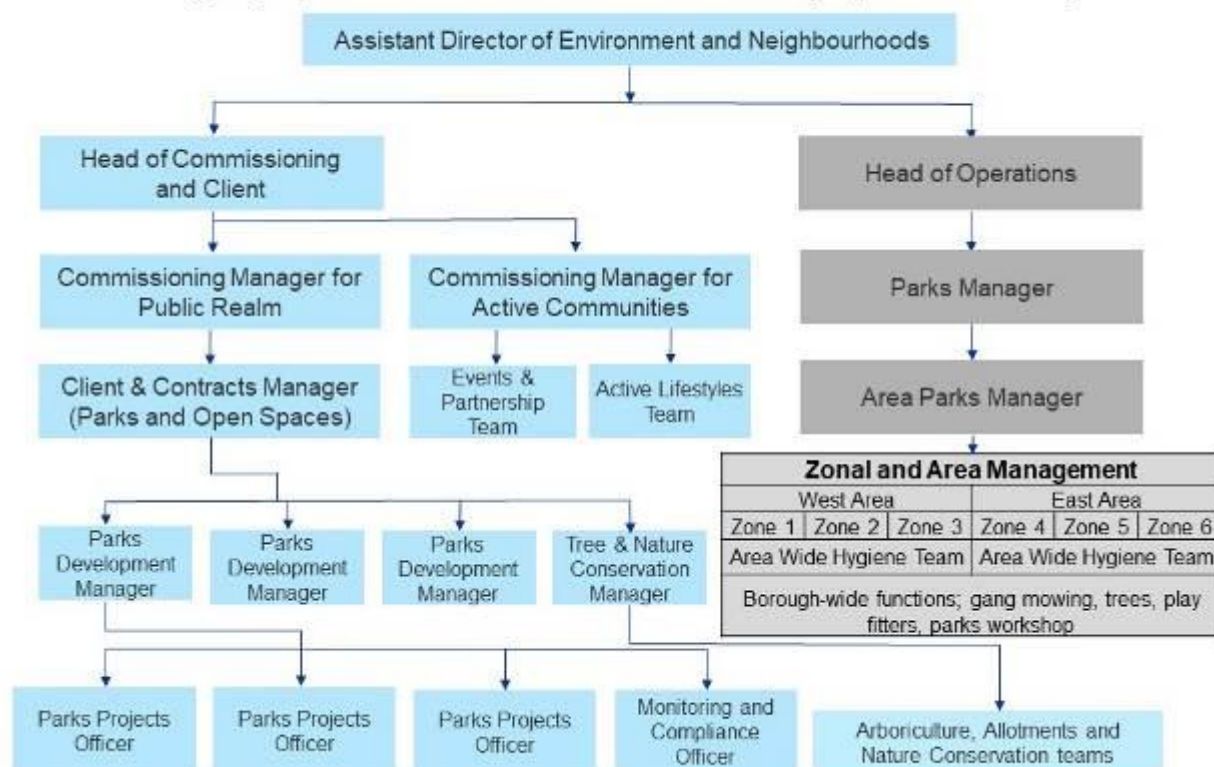 Assistant Director of Environment and Neighbourhoods
Head of Commissioning
and Client
Head of Operations
Commissioning Manager for
Public Realm
Commissioning Manager for
Active Communities
Parks Manager
Client & Contracts Manager
(Parks and Open Spaces)
Events &
Partnership
Team
Active Lifestyles
Team
Area Parks Manager
Zonal and Area Management
West Area East Area
Zone 1 Zone 2 Zone 3 Zone 4 Zone 5 Zone 6
Area Wide Hygiene Team Area Wide Hygiene Team
Borough-wide functions; gang mowing, trees, play
fitters, parks workshop
Parks
Development
Manager
Parks
Development
Manager
Parks
Development
Manager
Tree & Nature
Conservation
Manager
Parks Projects
Officer
Parks Projects
Officer
Parks Projects
Officer
Monitoring and
Compliance
Officer
Arboriculture, Allotments and
Nature Conservation teams